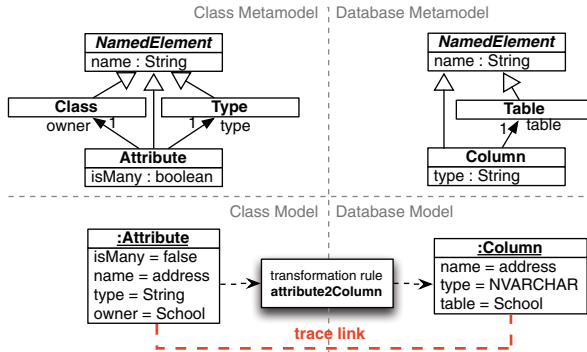 Class Metamodel
Database Metamodel
NamedElement
name : String
Class
Type
owner
1
1
type
Attribute
isMany : boolean
NamedElement
name : String
Table
1
table
Column
type : String
Class Model
Database Model
:Attribute
isMany = false
name = address
type = String
owner = School
transformation rule
attribute2Column
:Column
name = address
type = NVARCHAR
table = School
trace link